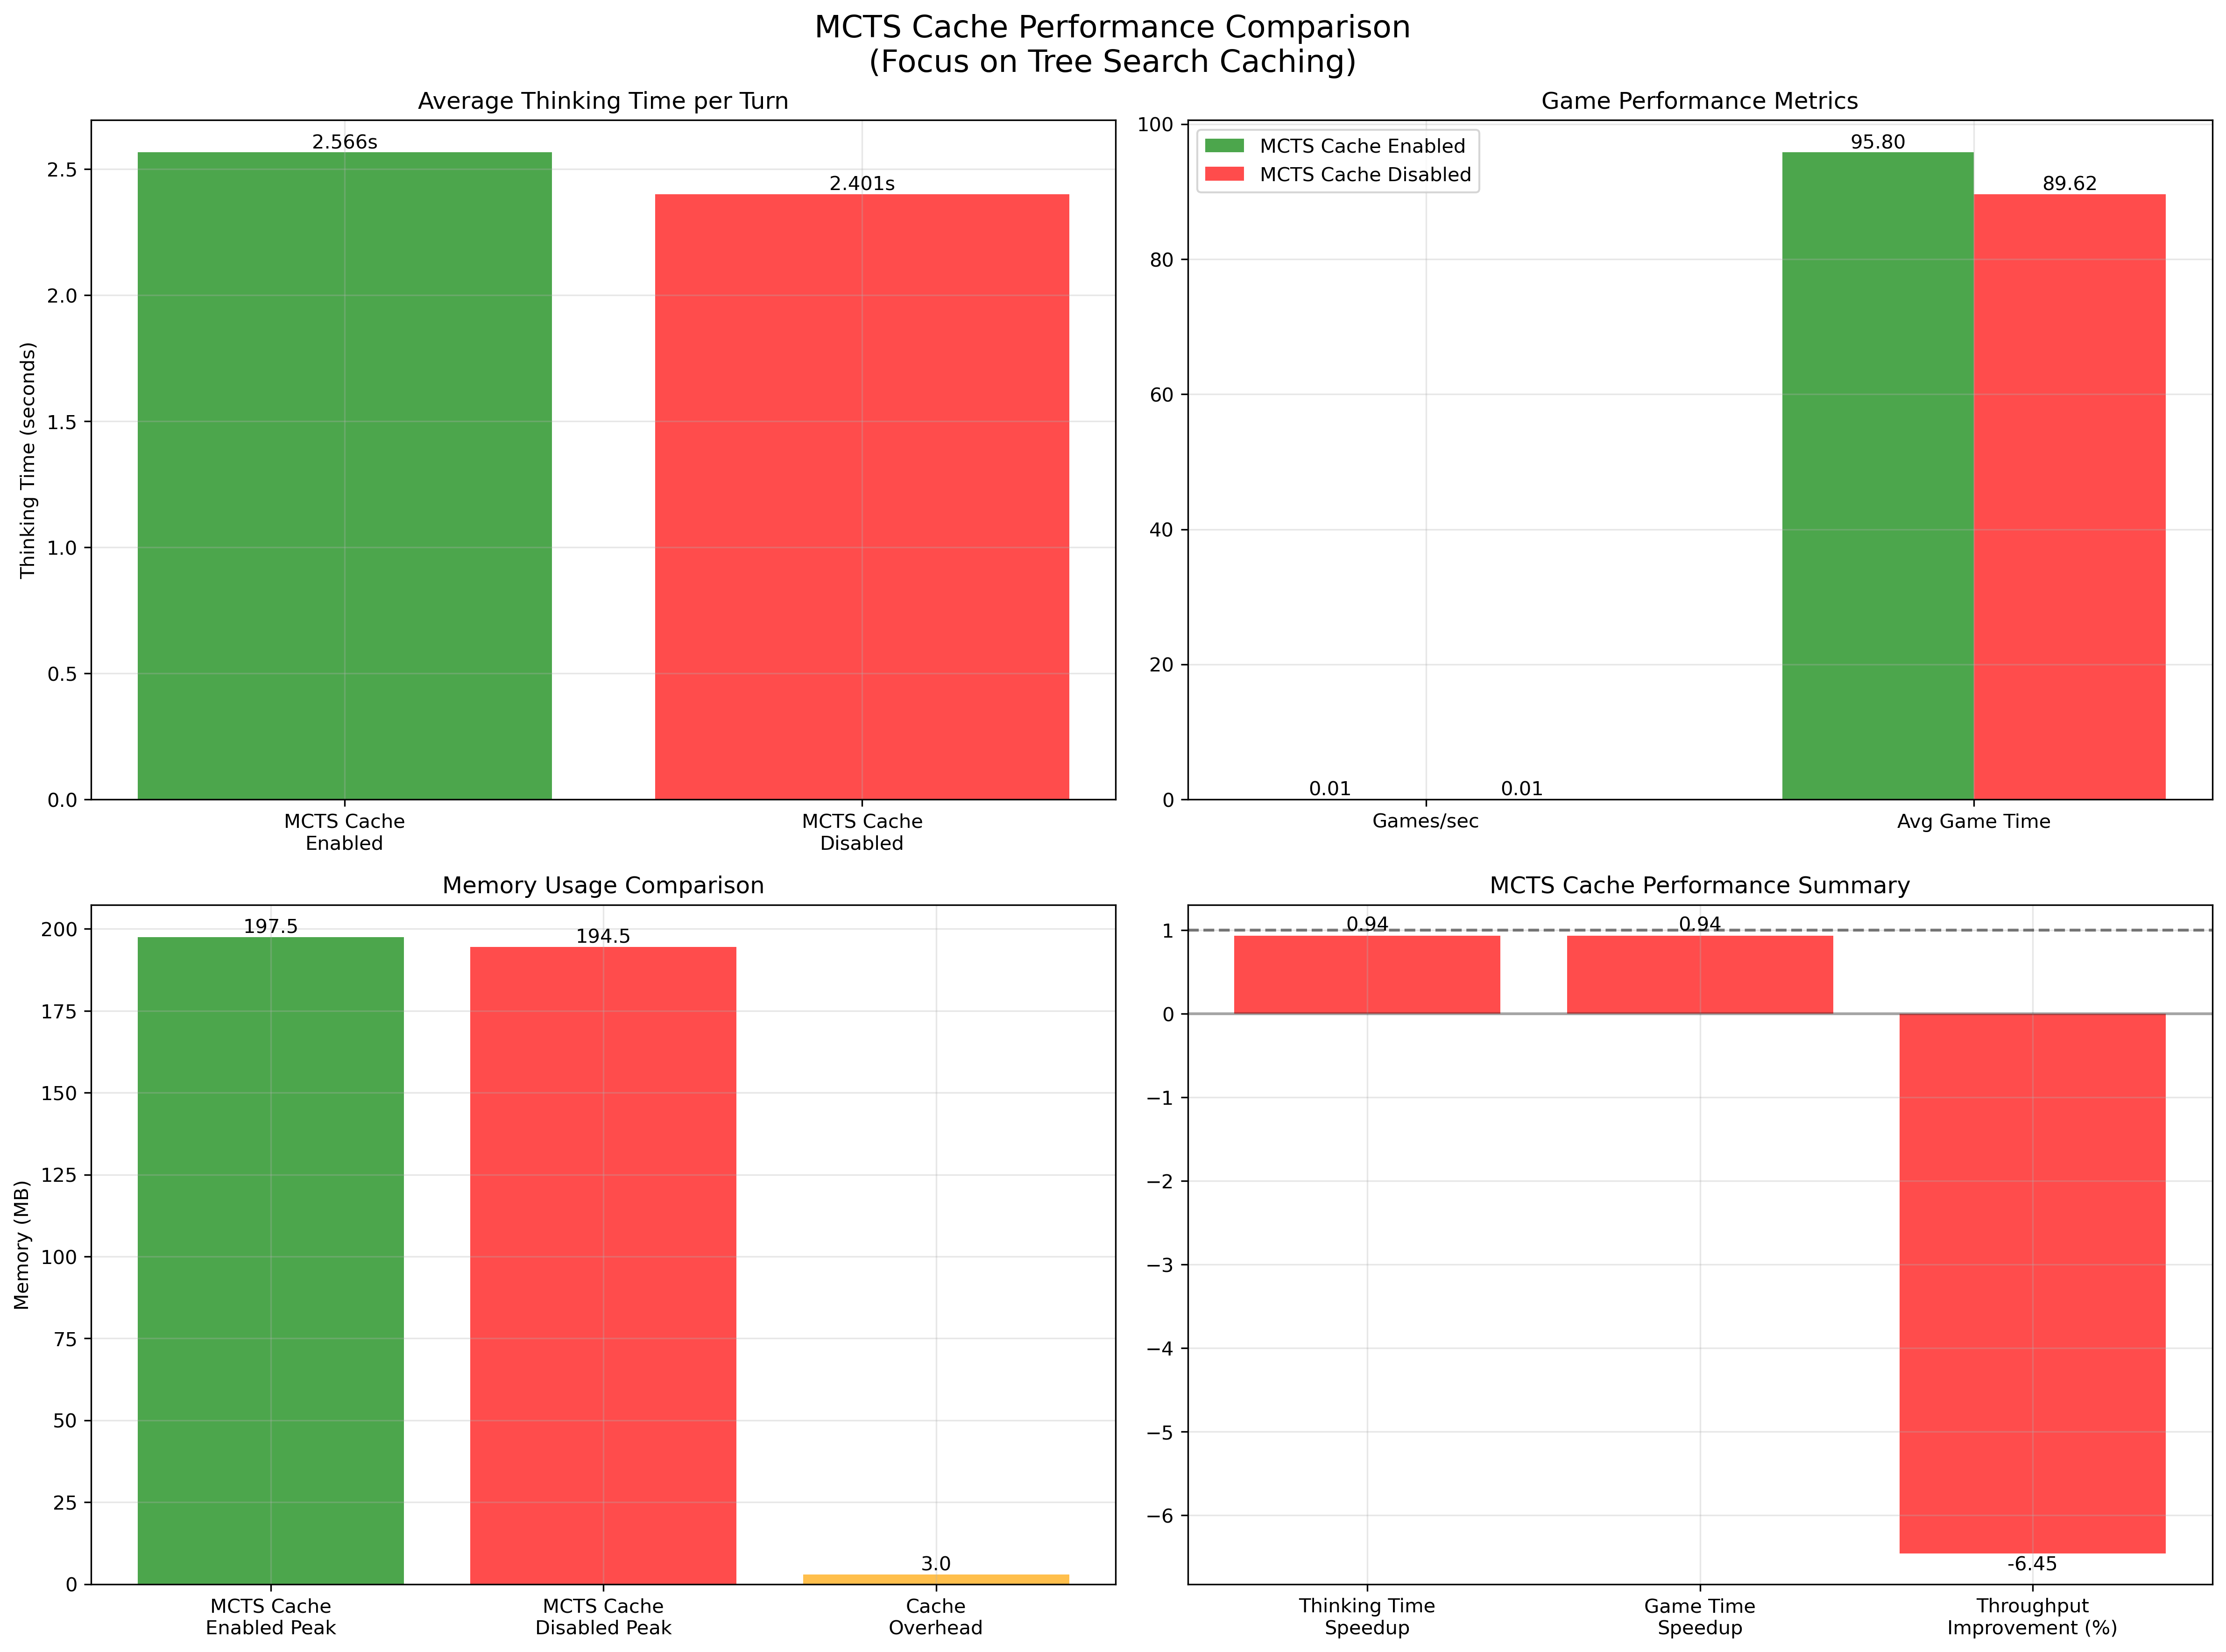 MCTS Cache Performance Comparison
(Focus on Tree Search Caching)
Average Thinking Time per Turn
Thinking Time (seconds)
2.5
2.0
1.5
1.0
0.5
0.0
2.566s
2.401s
MCTS Cache
Enabled
MCTS Cache
Disabled
Game Performance Metrics
MCTS Cache Enabled
MCTS Cache Disabled
100
80
60
40
20
0
0.01
0.01
95.80
89.62
Games/sec
Avg Game Time
Memory Usage Comparison
Memory (MB)
200
175
150
125
100
75
50
25
0
197.5
194.5
3.0
MCTS Cache
Enabled Peak
MCTS Cache
Disabled Peak
Cache
Overhead
MCTS Cache Performance Summary
1
0
−1
−2
−3
−4
−5
−6
0.94
0.94
-6.45
Thinking Time
Speedup
Game Time
Speedup
Throughput
Improvement (%)